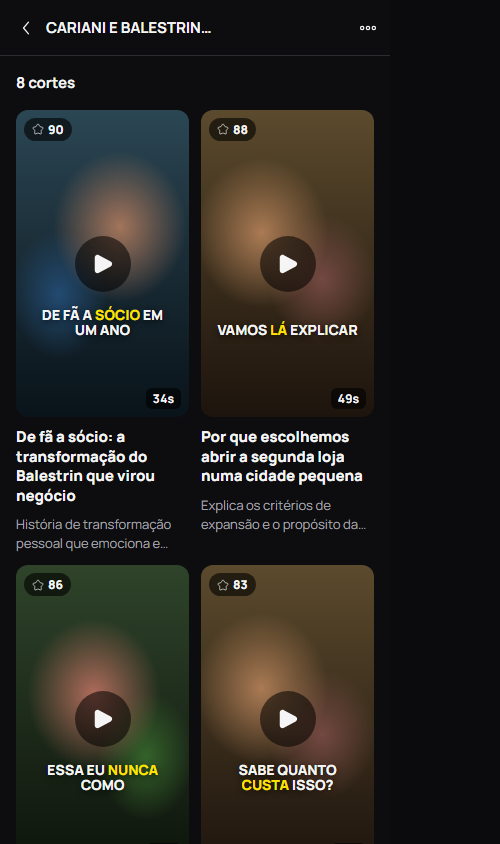 CARIANI E BALESTRIN...
8 cortes
90
DE FÃ A SÓCIO EM
UM ANO
34s
De fã a sócio: a
transformação do
Balestrin que virou
negócio
História de transformação
pessoal que emociona e...
88
VAMOS LÁ EXPLICAR
49s
Por que escolhemos
abrir a segunda loja
numa cidade pequena
Explica os critérios de
expansão e o propósito da...
86
ESSA EU NUNCA
COMO
83
SABE QUANTO
CUSTA ISSO?